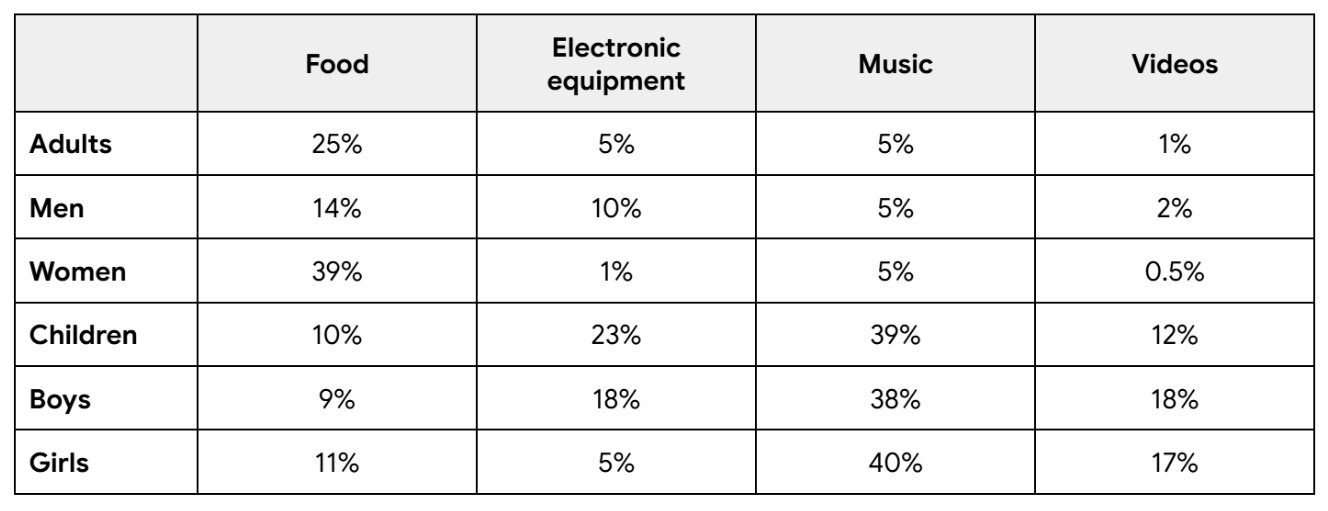 Food Electronic equipment Music Videos
Adults 25% 5% 5% 1%
Men 14% 10% 5% 2%
Women 39% 1% 5% 0.5%
Children 10% 23% 39% 12%
Boys 9% 18% 38% 18%
Girls 11% 5% 40% 17%